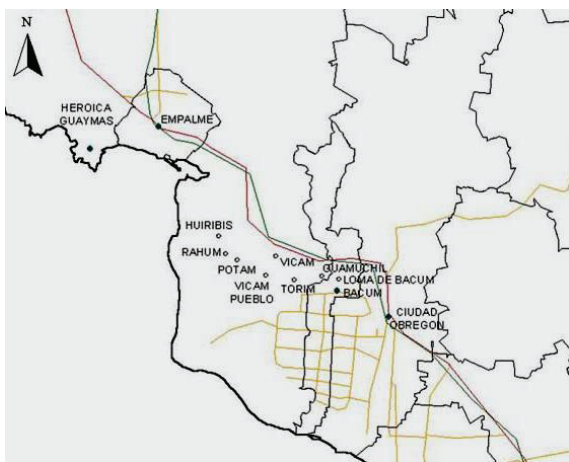 N
HEROICA
GUAYMAS
EMPALME
HUIRIBIS
RAHUM
POTAM
VICAM
VICAM
PUEBLO
TORIM
GUAMUCHIL
LOMA DE BACUM
BACUM
CIUDAD
OBREGON